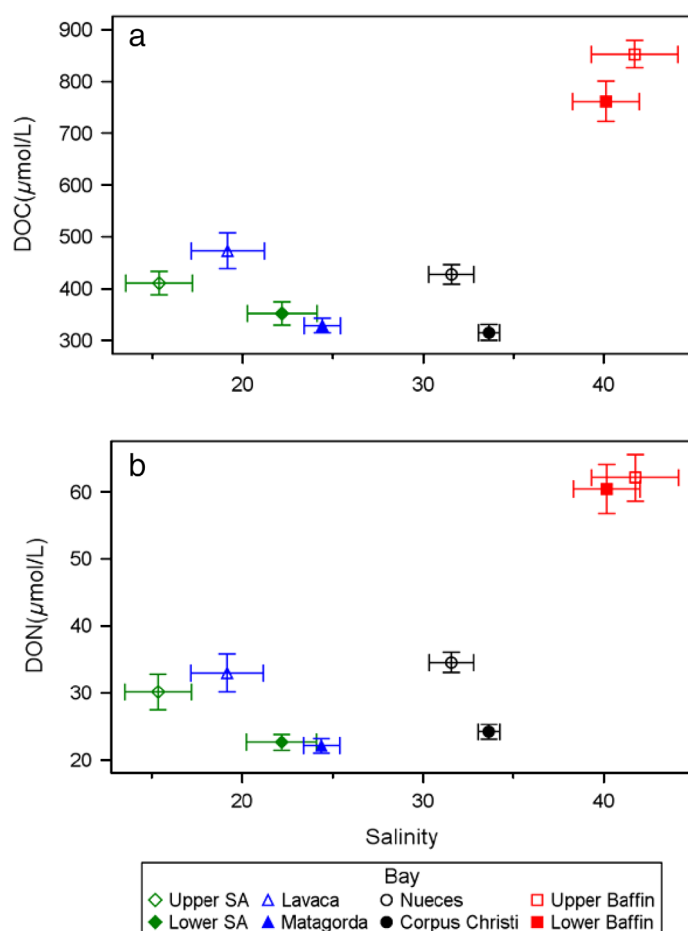 a
900
800
700
600
500
400
300
DOC(µmol/L)
20 30 40
b
60
50
40
30
20
DON(µmol/L)
20 30 40
Salinity
Bay
Upper SA Lavaca Nueces Upper Baffin
Lower SA Matagorda Corpus Christi Lower Baffin